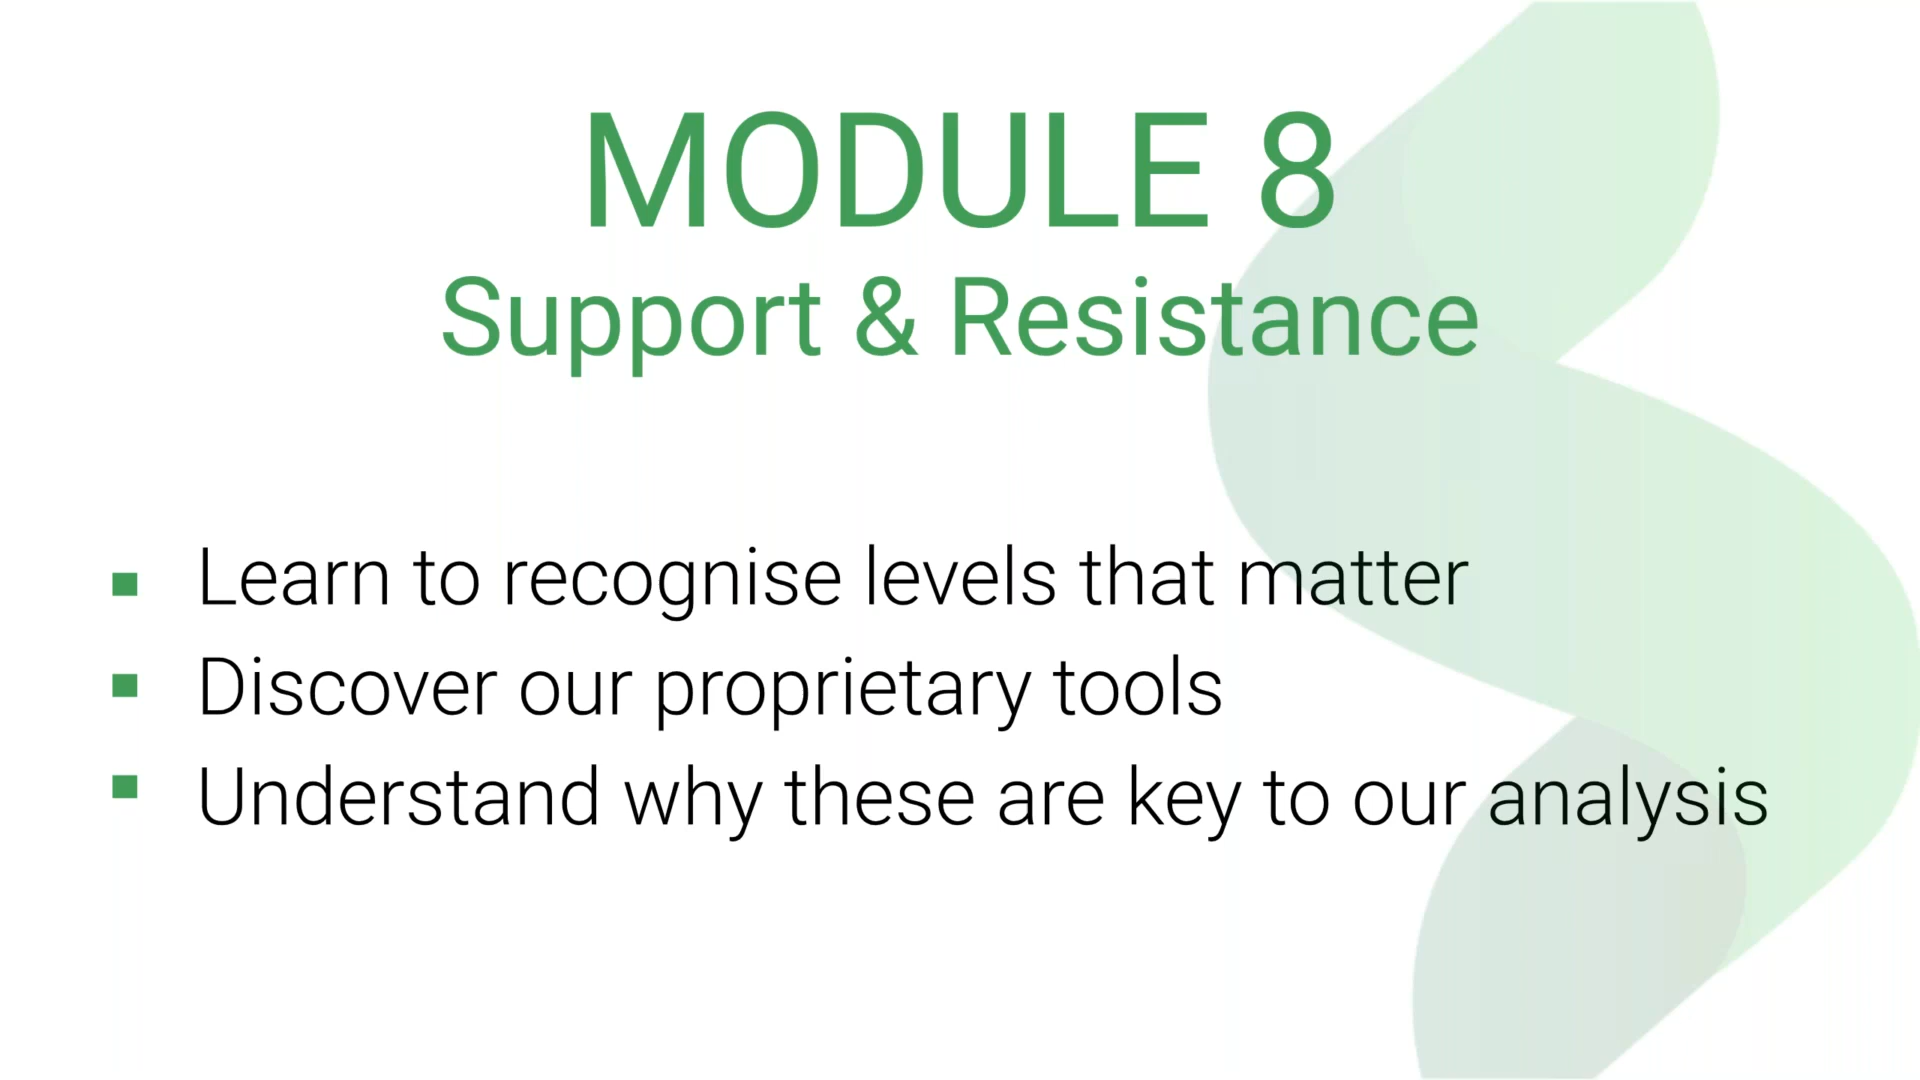 MODULE 8
Support & Resistance
Learn to recognise levels that matter
Discover our proprietary tools
Understand why these are key to our analysis